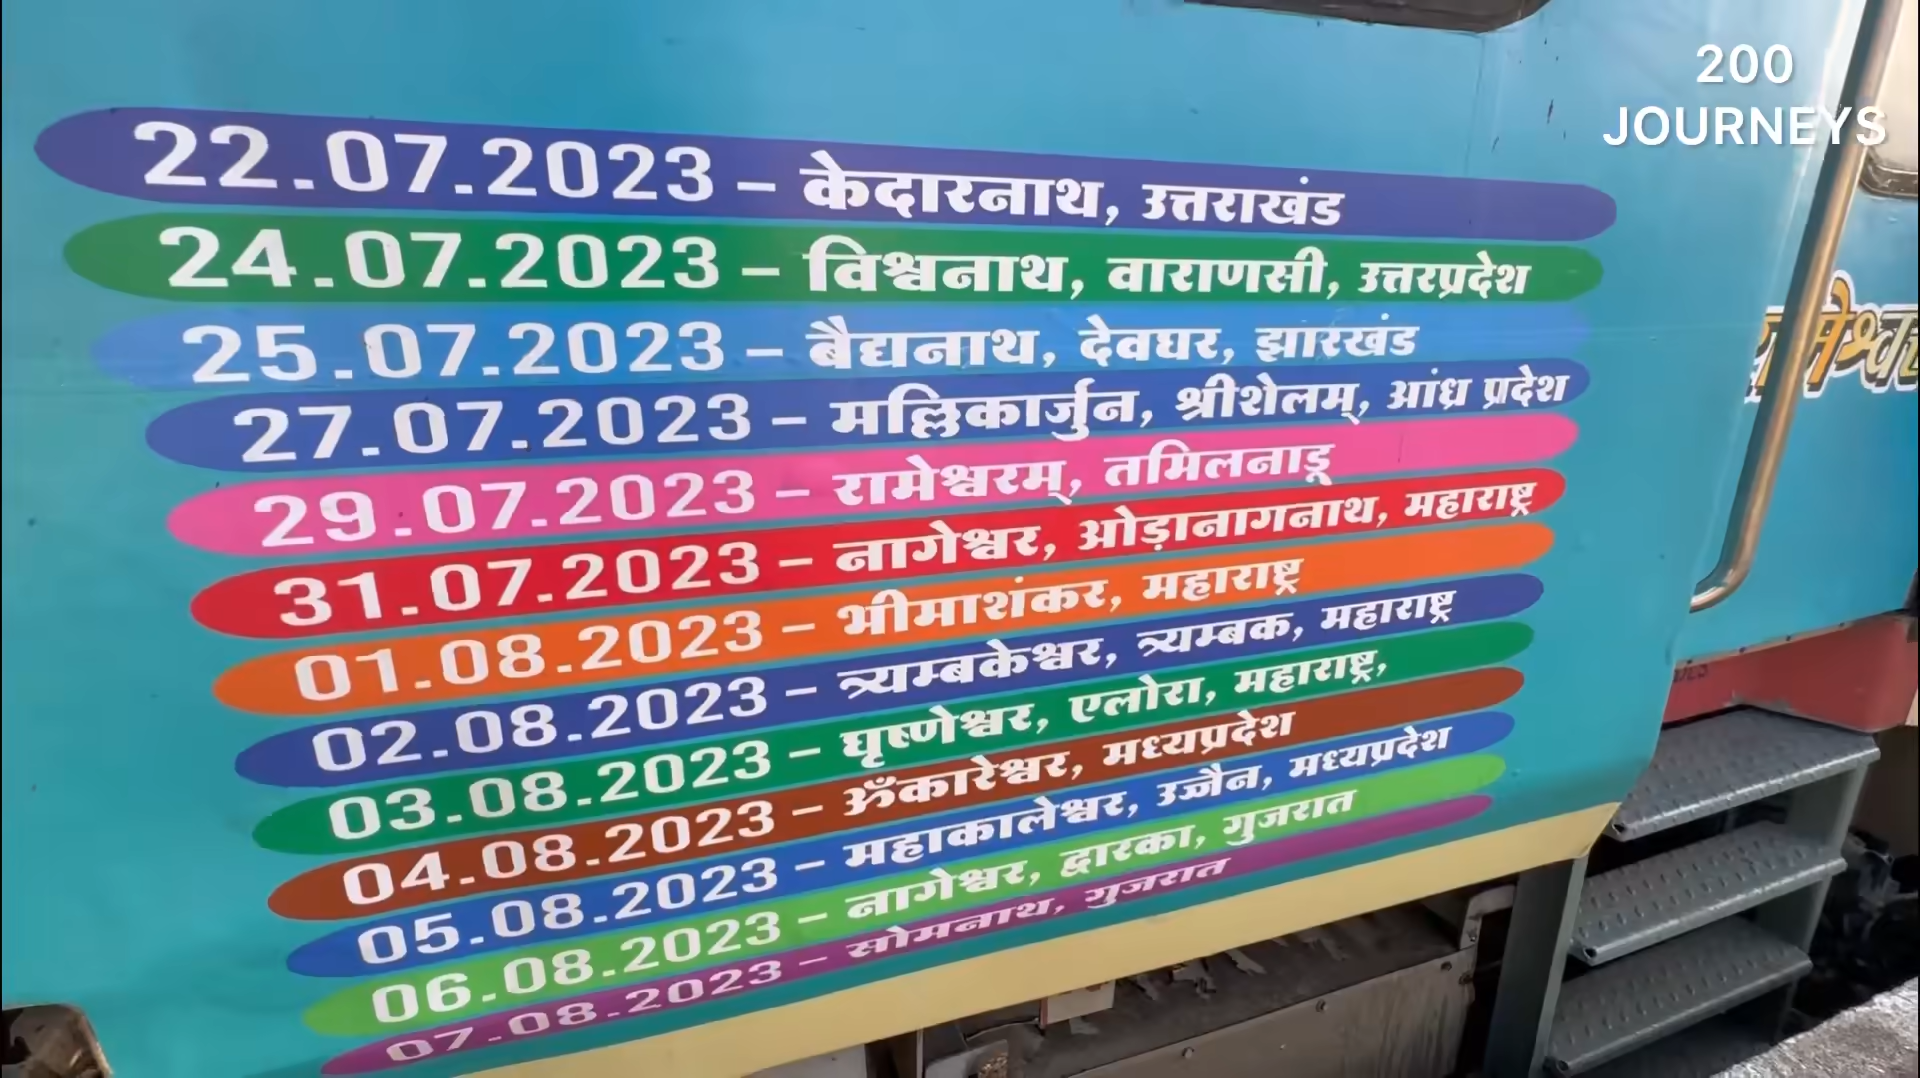 200
JOURNEYS
22.07.2023 – केदारनाथ, उत्तराखंड
24.07.2023 – विश्वनाथ, वाराणसी, उत्तरप्रदेश
25.07.2023 – बैद्यनाथ, देवघर, झारखंड
27.07.2023 – मल्लिकार्जुन, श्रीशेलम्, आंध्र प्रदेश
29.07.2023 – रामेश्वरम्, तमिलनाडू
31.07.2023 – नागेश्वर, ओड़ानागनाथ, महाराष्ट्र
01.08.2023 – भीमाशंकर, महाराष्ट्र
02.08.2023 – त्र्यम्बकेश्वर, त्र्यम्बक, महाराष्ट्र
03.08.2023 – घृष्णेश्वर, एलोरा, महाराष्ट्र,
04.08.2023 – ॐकारेश्वर, मध्यप्रदेश
05.08.2023 – महाकालेश्वर, उज्जैन, मध्यप्रदेश
06.08.2023 – नागेश्वर, द्वारका, गुजरात
07.08.2023 – सोमनाथ, गुजरात